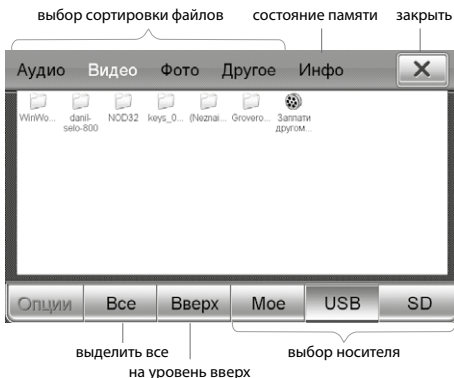 выбор сортировки файлов состояние памяти закрыть
Аудио Видео Фото Другое Инфо
WinWo... danil- NOD32 keys_0... (Neznai... Grovero... Заплати
selo-800 другом...
Опции Все Вверх Мое USB SD
выделить все выбор носителя
на уровень вверх